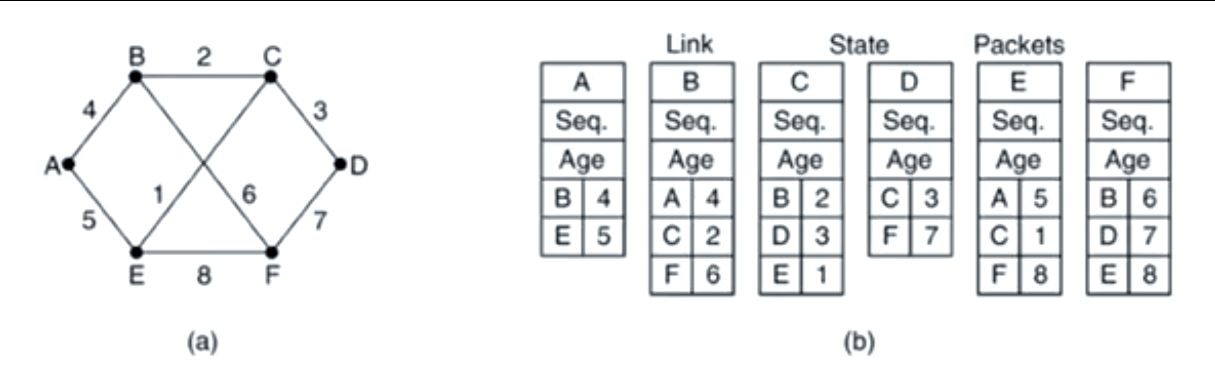 B 2 C
4 3
A D
1 6
5 7
E 8 F
(a)
Link State Packets
A B C D E F
Seq. Seq. Seq. Seq. Seq. Seq.
Age Age Age Age Age Age
B 4 A 4 B 2 C 3 A 5 B 6
E 5 C 2 D 3 F 7 C 1 D 7
F 6 E 1 F 8 E 8
(b)